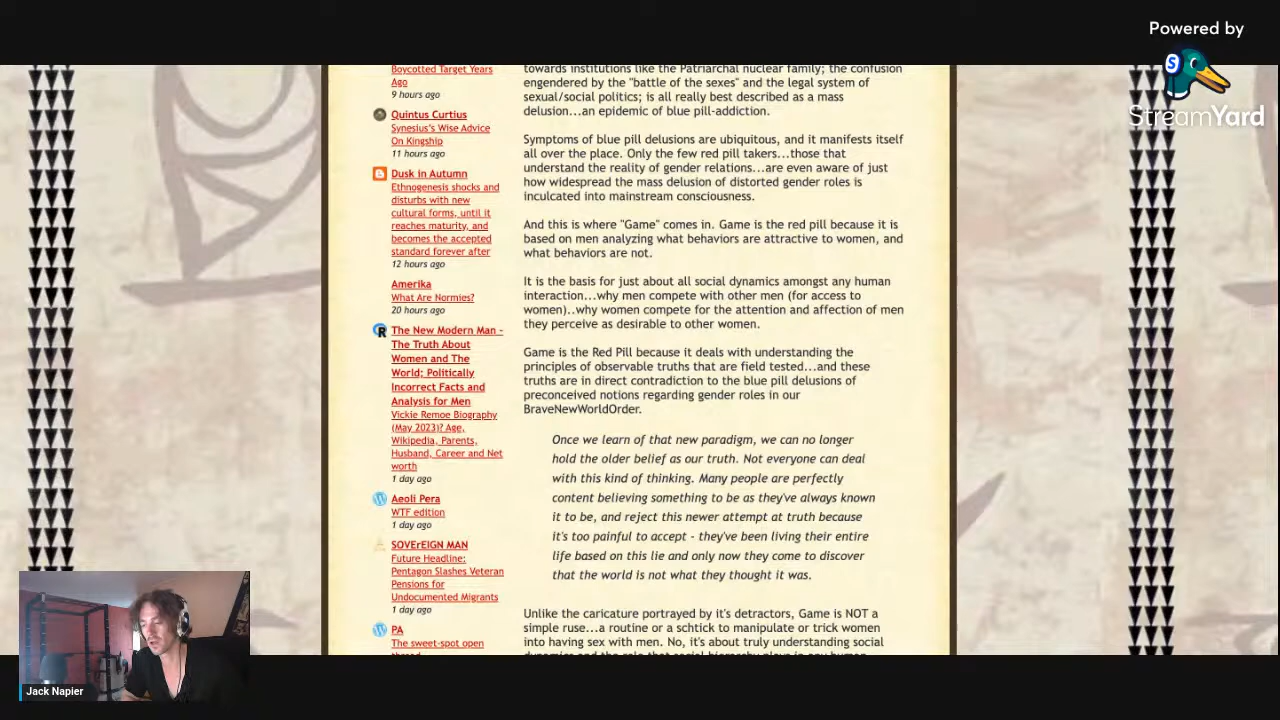 Powered by
S
StreamYard
Boycotted Target Years
Ago
9 hours ago
Quintus Curtius
Synesius's Wise Advice
On Kingship
11 hours ago
Dusk in Autumn
Ethnogenesis shocks and
disturbs with new
cultural forms, until it
reaches maturity, and
becomes the accepted
standard forever after
12 hours ago
Amerika
What Are Normies?
20 hours ago
R
The New Modern Man -
The Truth About
Women and The
World; Politically
Incorrect Facts and
Analysis for Men
Vickie Remoe Biography
(May 2023)? Age,
Wikipedia, Parents,
Husband, Career and Net
worth
1 day ago
Aeoli Pera
WTF edition
1 day ago
SOVErEIGN MAN
Future Headline:
Pentagon Slashes Veteran
Pensions for
Undocumented Migrants
1 day ago
PA
The sweet-spot open
towards institutions like the Patriarchal nuclear family; the confusion
engendered by the "battle of the sexes" and the legal system of
sexual/social politics; is all really best described as a mass
delusion...an epidemic of blue pill-addiction.
Symptoms of blue pill delusions are ubiquitous, and it manifests itself
all over the place. Only the few red pill takers...those that
understand the reality of gender relations...are even aware of just
how widespread the mass delusion of distorted gender roles is
inculcated into mainstream consciousness.
And this is where "Game" comes in. Game is the red pill because it is
based on men analyzing what behaviors are attractive to women, and
what behaviors are not.
It is the basis for just about all social dynamics amongst any human
interaction...why men compete with other men (for access to
women)..why women compete for the attention and affection of men
they perceive as desirable to other women.
Game is the Red Pill because it deals with understanding the
principles of observable truths that are field tested...and these
truths are in direct contradiction to the blue pill delusions of
preconceived notions regarding gender roles in our
BraveNewWorldOrder.
Once we learn of that new paradigm, we can no longer
hold the older belief as our truth. Not everyone can deal
with this kind of thinking. Many people are perfectly
content believing something to be as they've always known
it to be, and reject this newer attempt at truth because
it's too painful to accept - they've been living their entire
life based on this lie and only now they come to discover
that the world is not what they thought it was.
Unlike the caricature portrayed by it's detractors, Game is NOT a
simple ruse...a routine or a schtick to manipulate or trick women
into having sex with men. No, it's about truly understanding social
Jack Napier